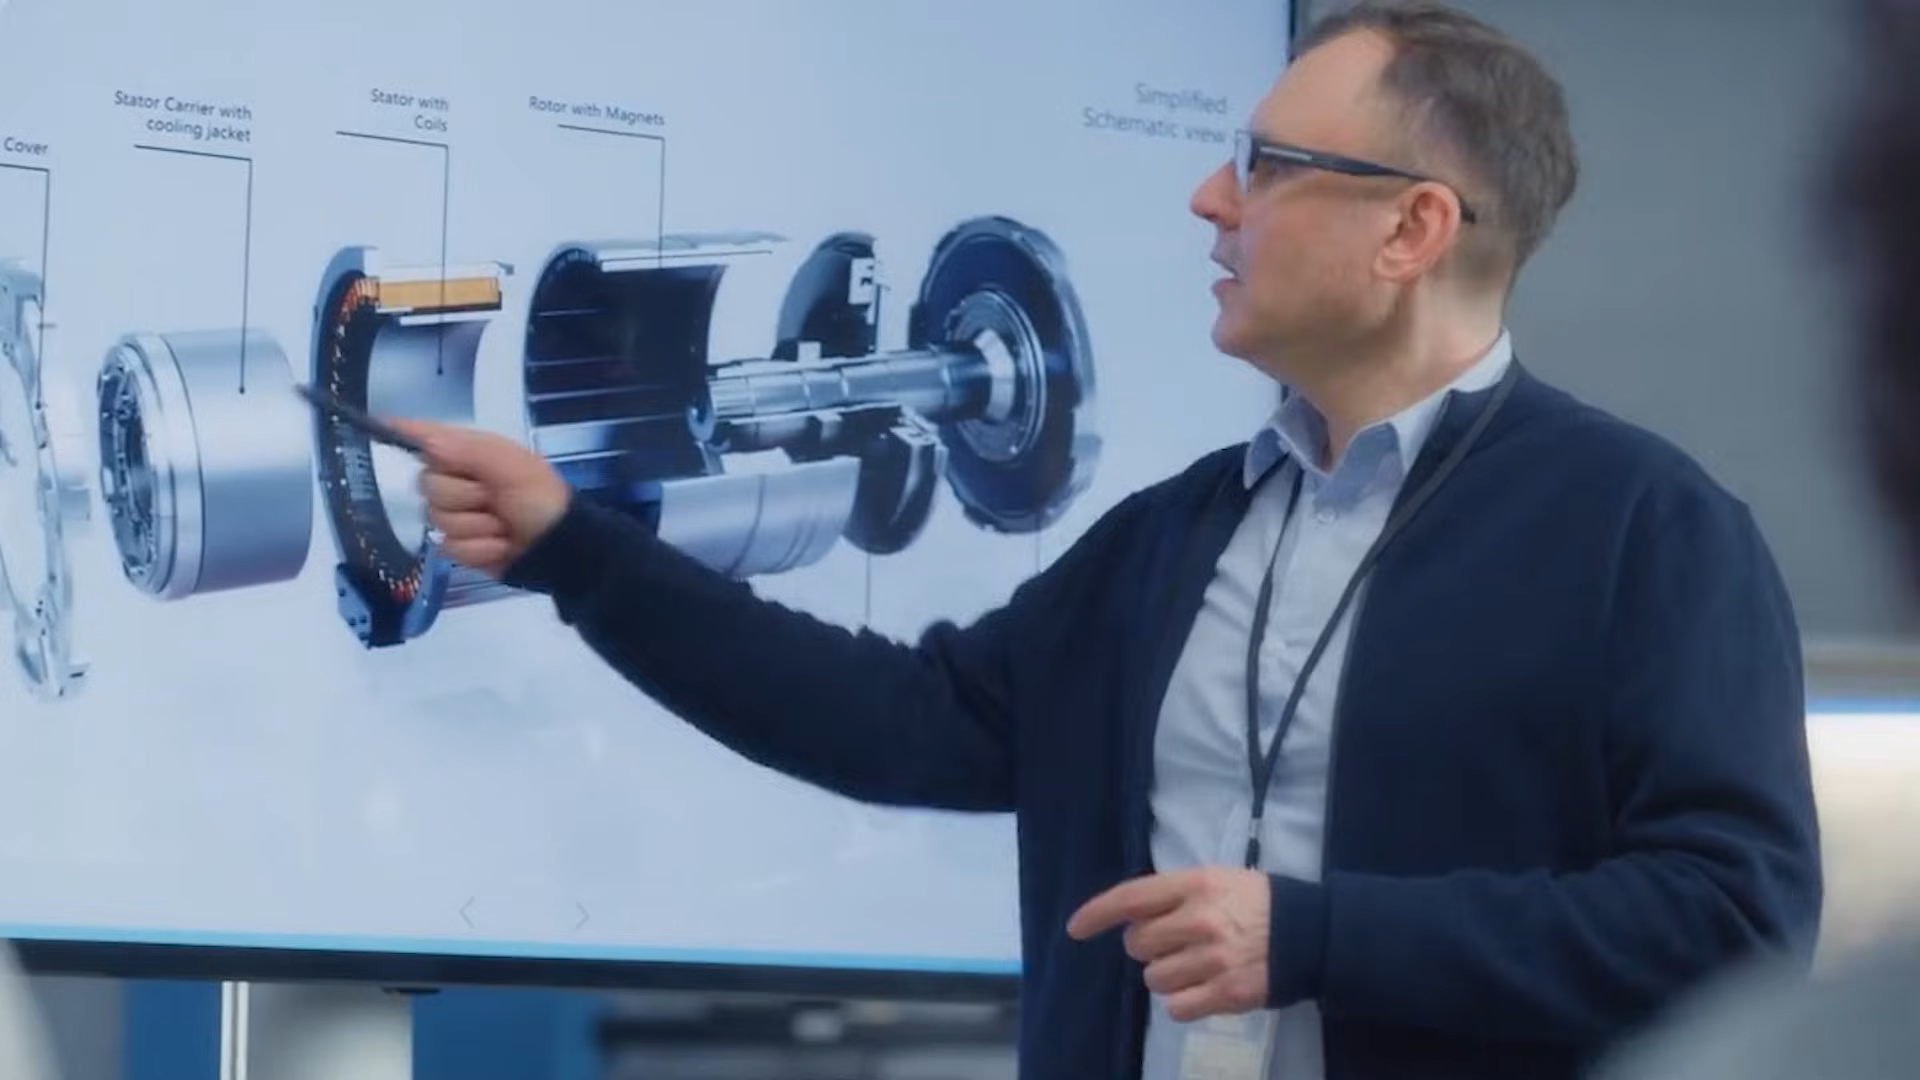 Cover
Stator Carrier with
cooling jacket
Stator with
Coils
Rotor with Magnets
Simplified
Schematic view